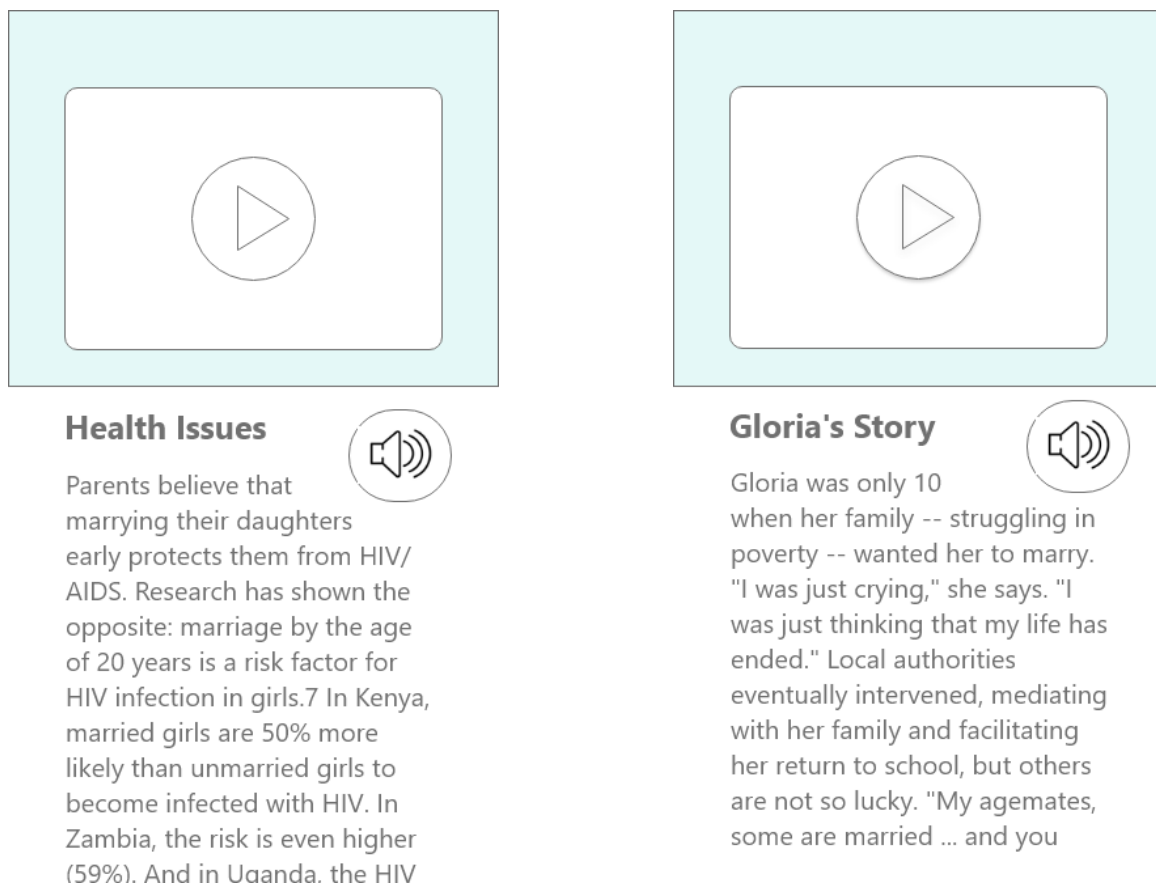 Health Issues
Parents believe that
marrying their daughters
early protects them from HIV/
AIDS. Research has shown the
opposite: marriage by the age
of 20 years is a risk factor for
HIV infection in girls.7 In Kenya,
married girls are 50% more
likely than unmarried girls to
become infected with HIV. In
Zambia, the risk is even higher
(59%). And in Uganda, the HIV
Gloria's Story
Gloria was only 10
when her family -- struggling in
poverty -- wanted her to marry.
"I was just crying," she says. "I
was just thinking that my life has
ended." Local authorities
eventually intervened, mediating
with her family and facilitating
her return to school, but others
are not so lucky. "My agemates,
some are married ... and you